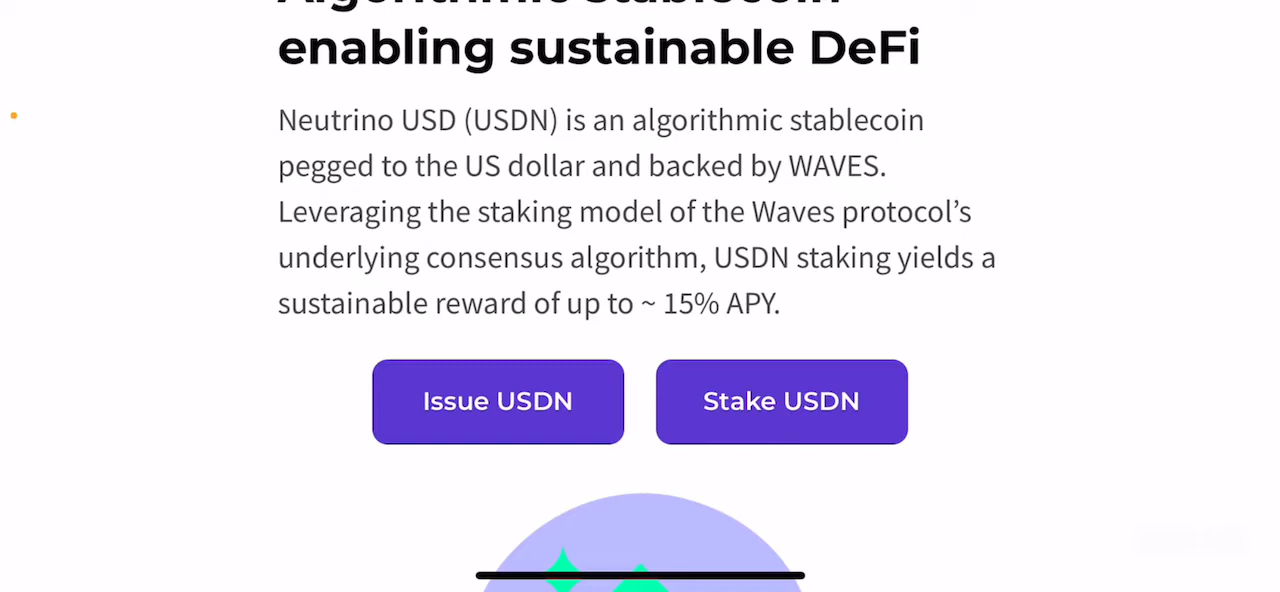 Algorithmic stablecoin
enabling sustainable DeFi
Neutrino USD (USDN) is an algorithmic stablecoin
pegged to the US dollar and backed by WAVES.
Leveraging the staking model of the Waves protocol’s
underlying consensus algorithm, USDN staking yields a
sustainable reward of up to ~ 15% APY.
Issue USDN
Stake USDN